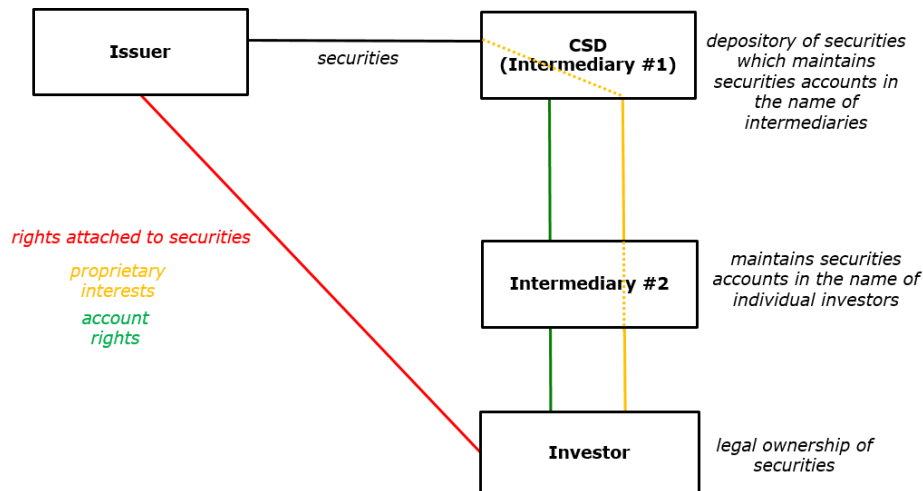 Issuer
securities
CSD
(Intermediary #1)
depository of securities
which maintains
securities accounts in
the name of
intermediaries
rights attached to securities
proprietary
interests
account
rights
Intermediary #2
maintains securities
accounts in the name of
individual investors
Investor
legal ownership of
securities